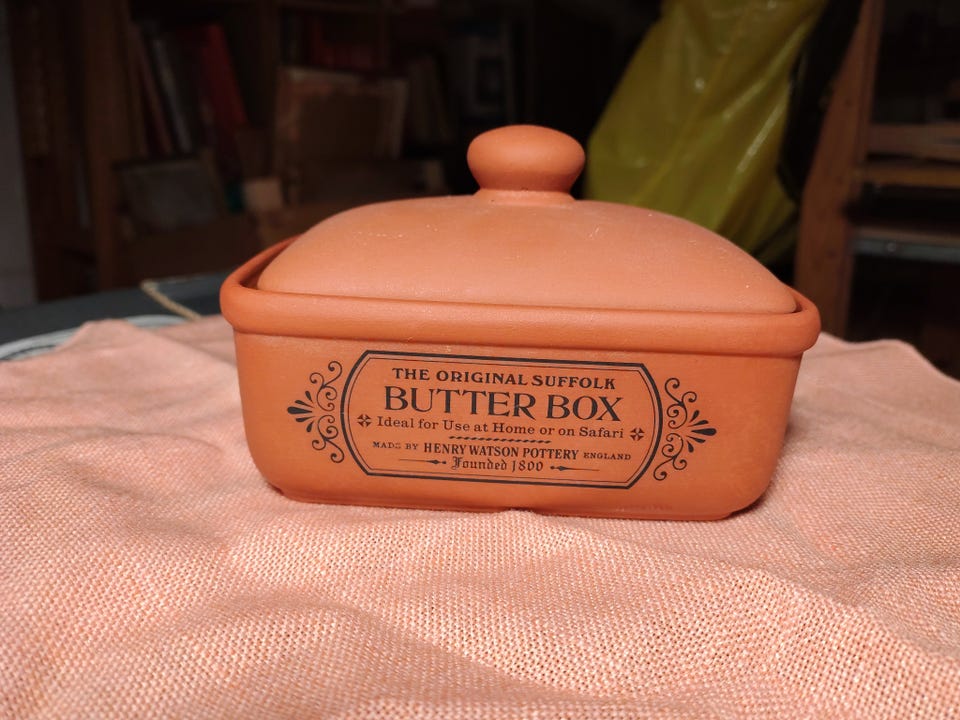 THE ORIGINAL SUFFOLK
BUTTER BOX
Ideal for Use at Home or on Safari
MADE BY HENRY WATSON POTTERY ENGLAND
Founded 1800